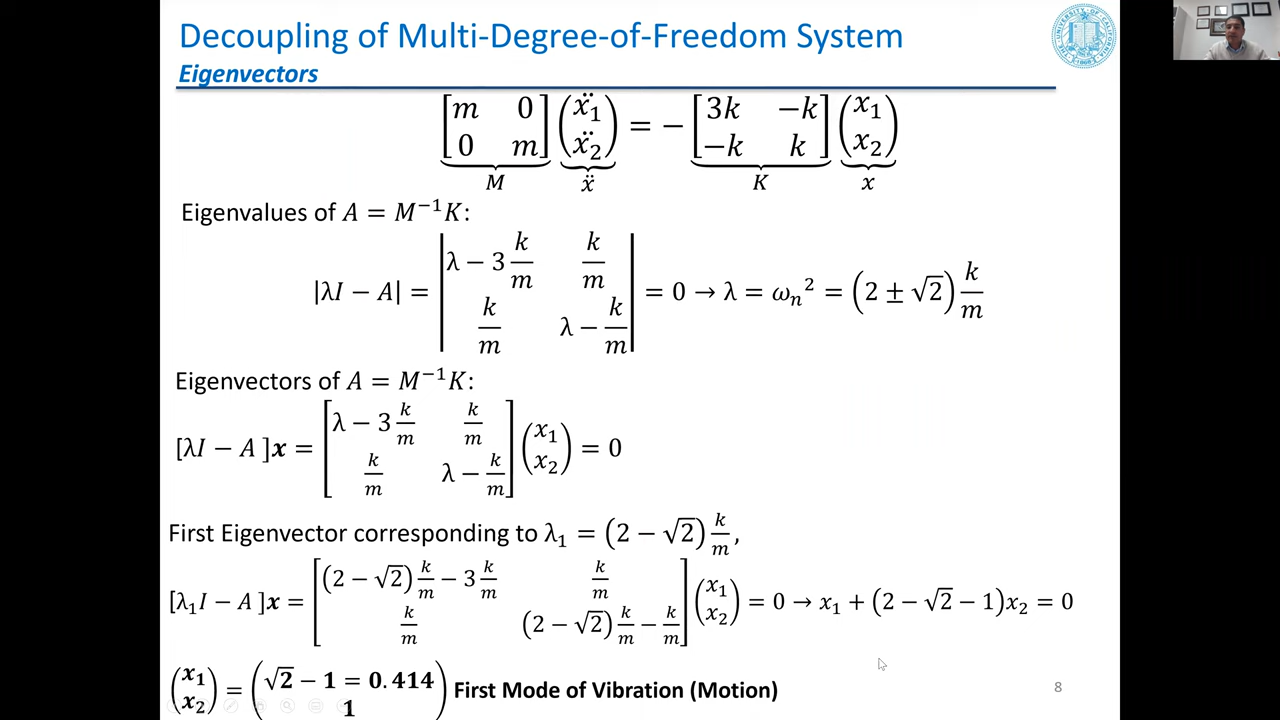 Decoupling of Multi-Degree-of-Freedom System
Eigenvectors
[m 0; 0 m] (ẍ₁; ẍ₂) = − [3k −k; −k k] (x₁; x₂)
M ẍ K x
Eigenvalues of A = M⁻¹K:
|λI − A| = |λ − 3 k/m k/m; k/m λ − k/m| = 0 → λ = ωₙ² = (2 ± √2) k/m
Eigenvectors of A = M⁻¹K:
[λI − A ]x = [λ − 3 k/m k/m; k/m λ − k/m] (x₁; x₂) = 0
First Eigenvector corresponding to λ₁ = (2 − √2) k/m,
[λ₁I − A ]x = [(2 − √2) k/m − 3 k/m k/m; k/m (2 − √2) k/m − k/m] (x₁; x₂) = 0 → x₁ + (2 − √2 − 1)x₂ = 0
(x₁; x₂) = (√2 − 1 = 0.414; 1) First Mode of Vibration (Motion)
8